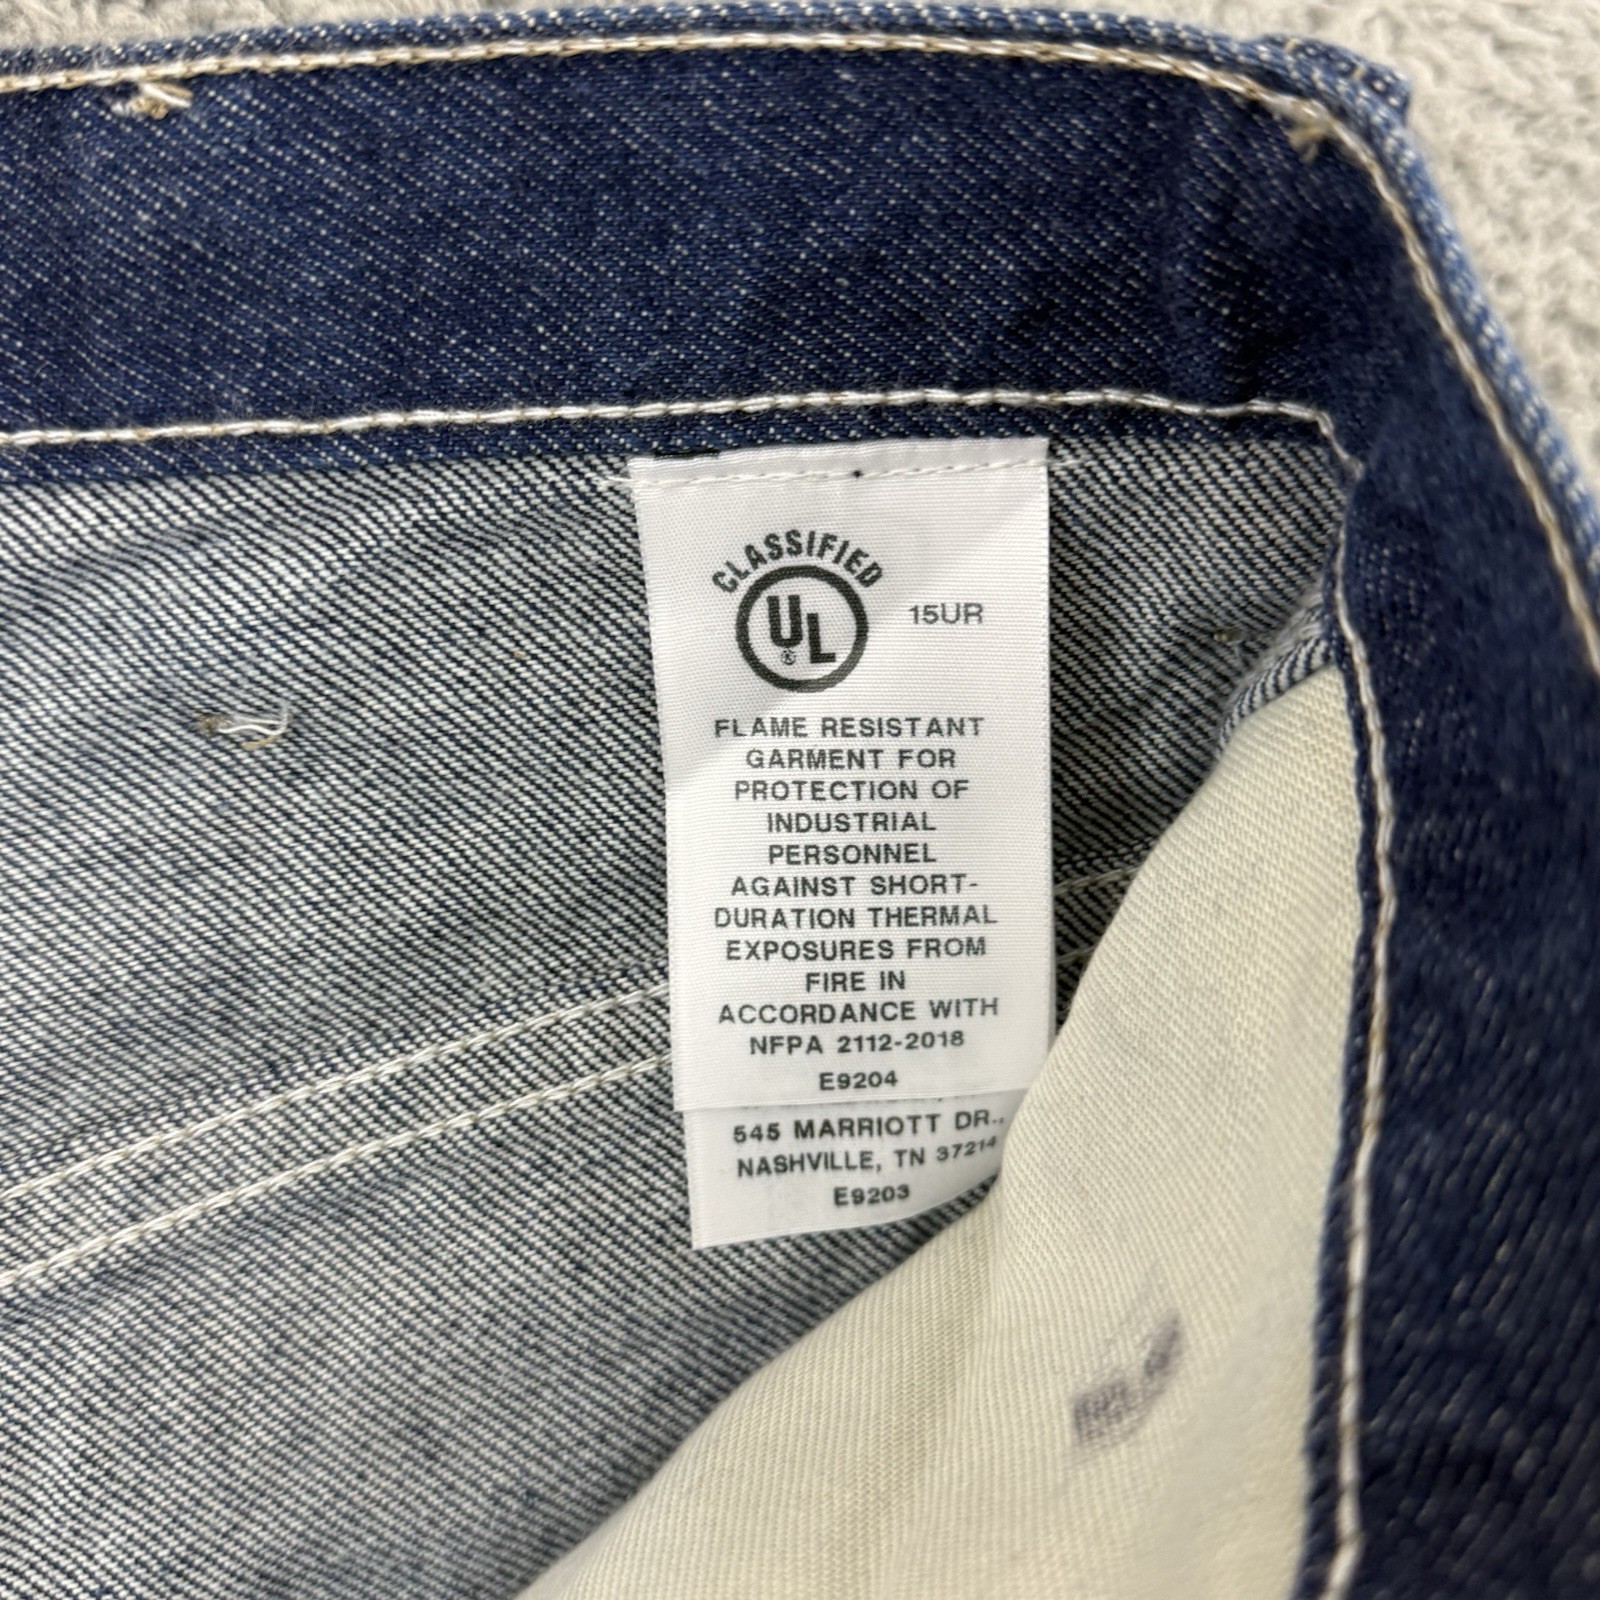 CLASSIFIED
UL®
15UR
FLAME RESISTANT
GARMENT FOR
PROTECTION OF
INDUSTRIAL
PERSONNEL
AGAINST SHORT-
DURATION THERMAL
EXPOSURES FROM
FIRE IN
ACCORDANCE WITH
NFPA 2112-2018
E9204
545 MARRIOTT DR.,
NASHVILLE, TN 37214
E9203